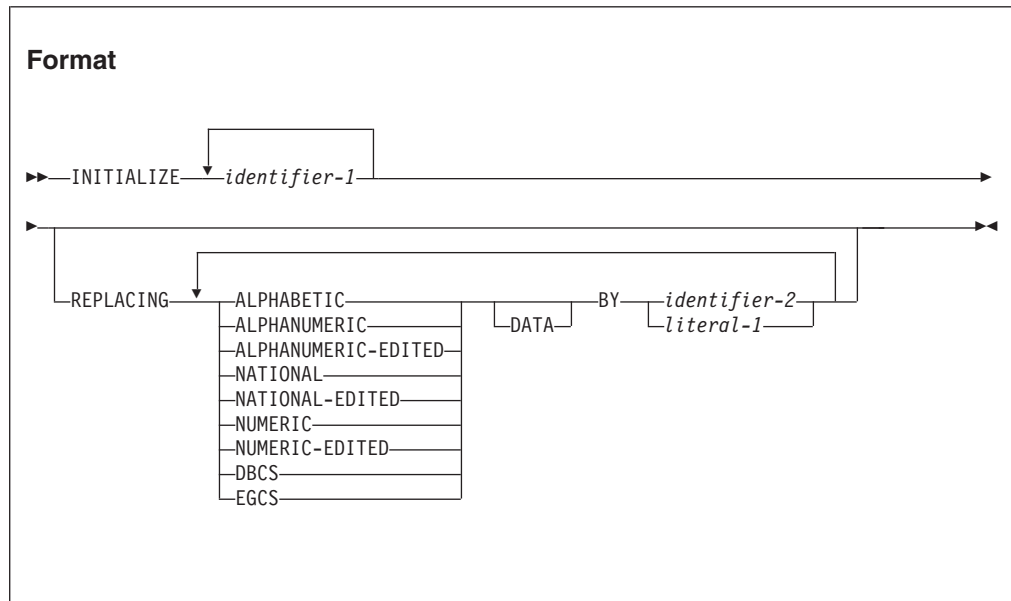 Format
INITIALIZE identifier-1
REPLACING ALPHABETIC DATA BY identifier-2
ALPHANUMERIC literal-1
ALPHANUMERIC-EDITED
NATIONAL
NATIONAL-EDITED
NUMERIC
NUMERIC-EDITED
DBCS
EGCS